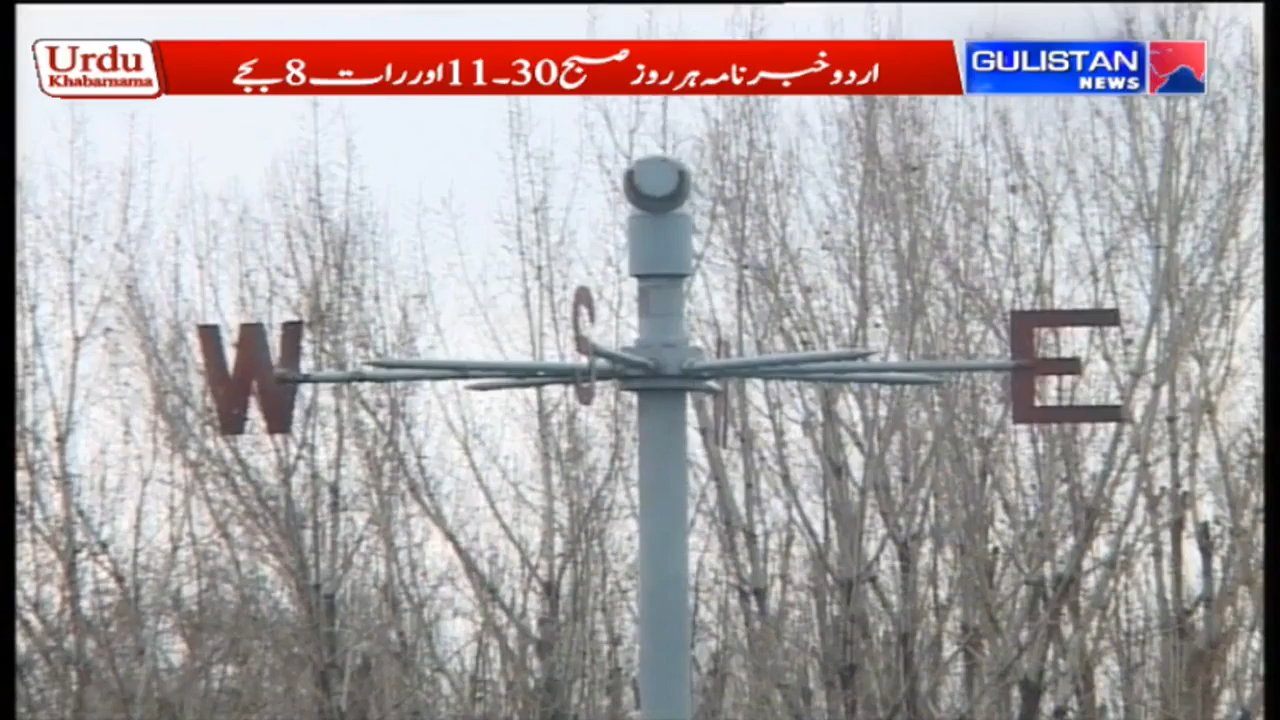 Urdu
Khabarnama
اردو خبرنامہ ہر روز صبح 30-11 اور رات 8 بجے
GULISTAN
NEWS
W
S
E